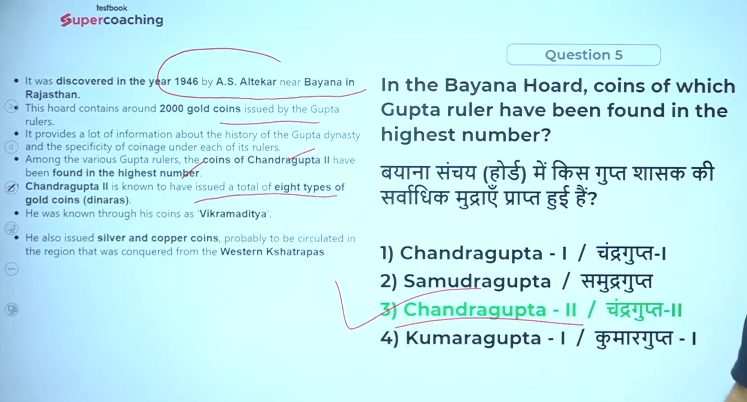 testbook
Supercoaching
Question 5
• It was discovered in the year 1946 by A.S. Altekar near Bayana in
Rajasthan.
• This hoard contains around 2000 gold coins issued by the Gupta
rulers.
• It provides a lot of information about the history of the Gupta dynasty
and the specificity of coinage under each of its rulers.
• Among the various Gupta rulers, the coins of Chandragupta II have
been found in the highest number.
Chandragupta II is known to have issued a total of eight types of
gold coins (dinaras).
• He was known through his coins as 'Vikramaditya'.
• He also issued silver and copper coins, probably to be circulated in
the region that was conquered from the Western Kshatrapas
In the Bayana Hoard, coins of which
Gupta ruler have been found in the
highest number?
बयाना संचय (होर्ड) में किस गुप्त शासक की
सर्वाधिक मुद्राएँ प्राप्त हुई हैं?
1) Chandragupta - I / चंद्रगुप्त-I
2) Samudragupta / समुद्रगुप्त
3) Chandragupta - II / चंद्रगुप्त-II
4) Kumaragupta - I / कुमारगुप्त - I